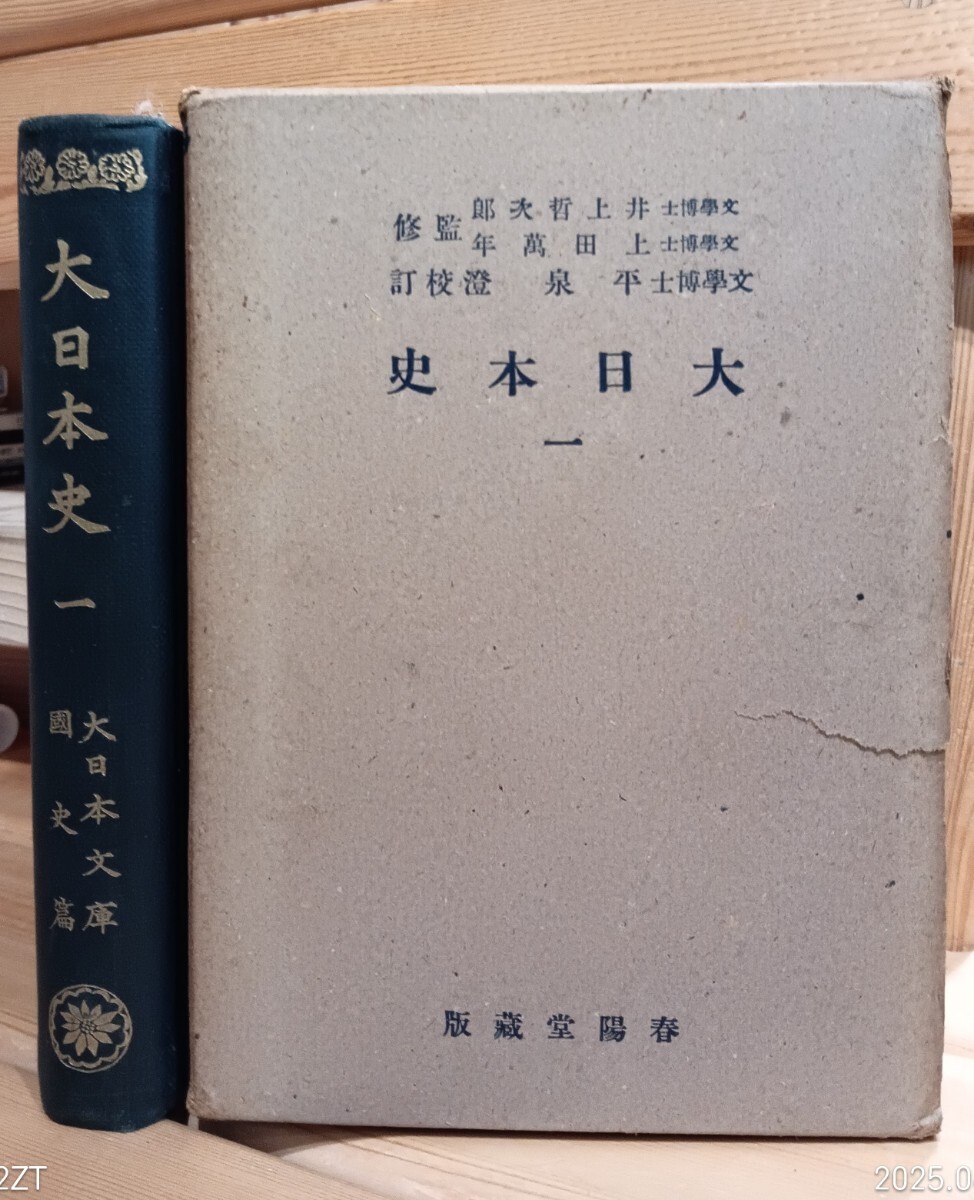 大日本史 一
大日本文庫
國史篇
文學博士 井上哲次郎
文學博士 上田萬年
監修
文學博士 平泉澄 校訂
大日本史
一
春陽堂藏版
2ZT
2025.0